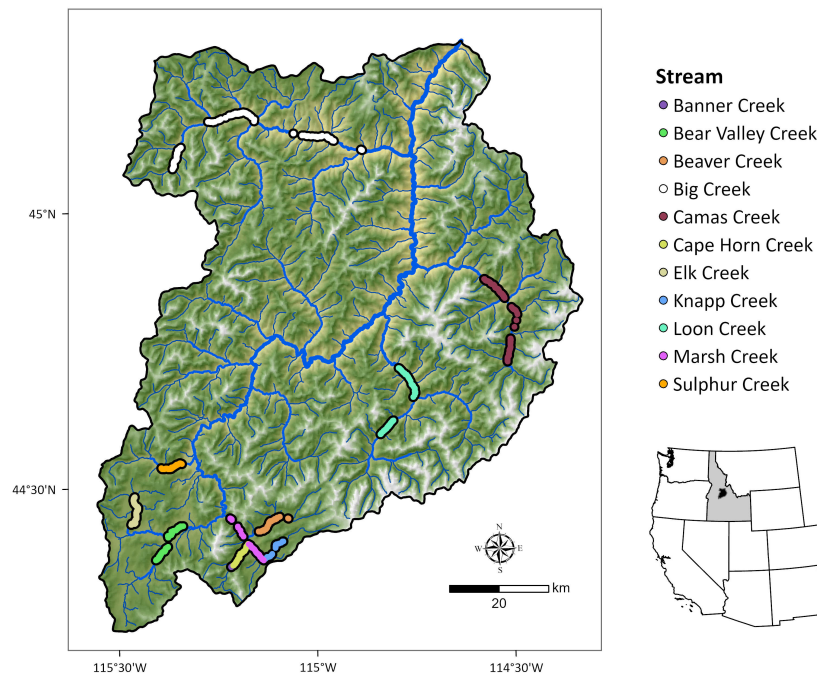 45°N
44°30'N
115°30'W
115°W
114°30'W
N
W E
S
km
20
Stream
Banner Creek
Bear Valley Creek
Beaver Creek
Big Creek
Camas Creek
Cape Horn Creek
Elk Creek
Knapp Creek
Loon Creek
Marsh Creek
Sulphur Creek